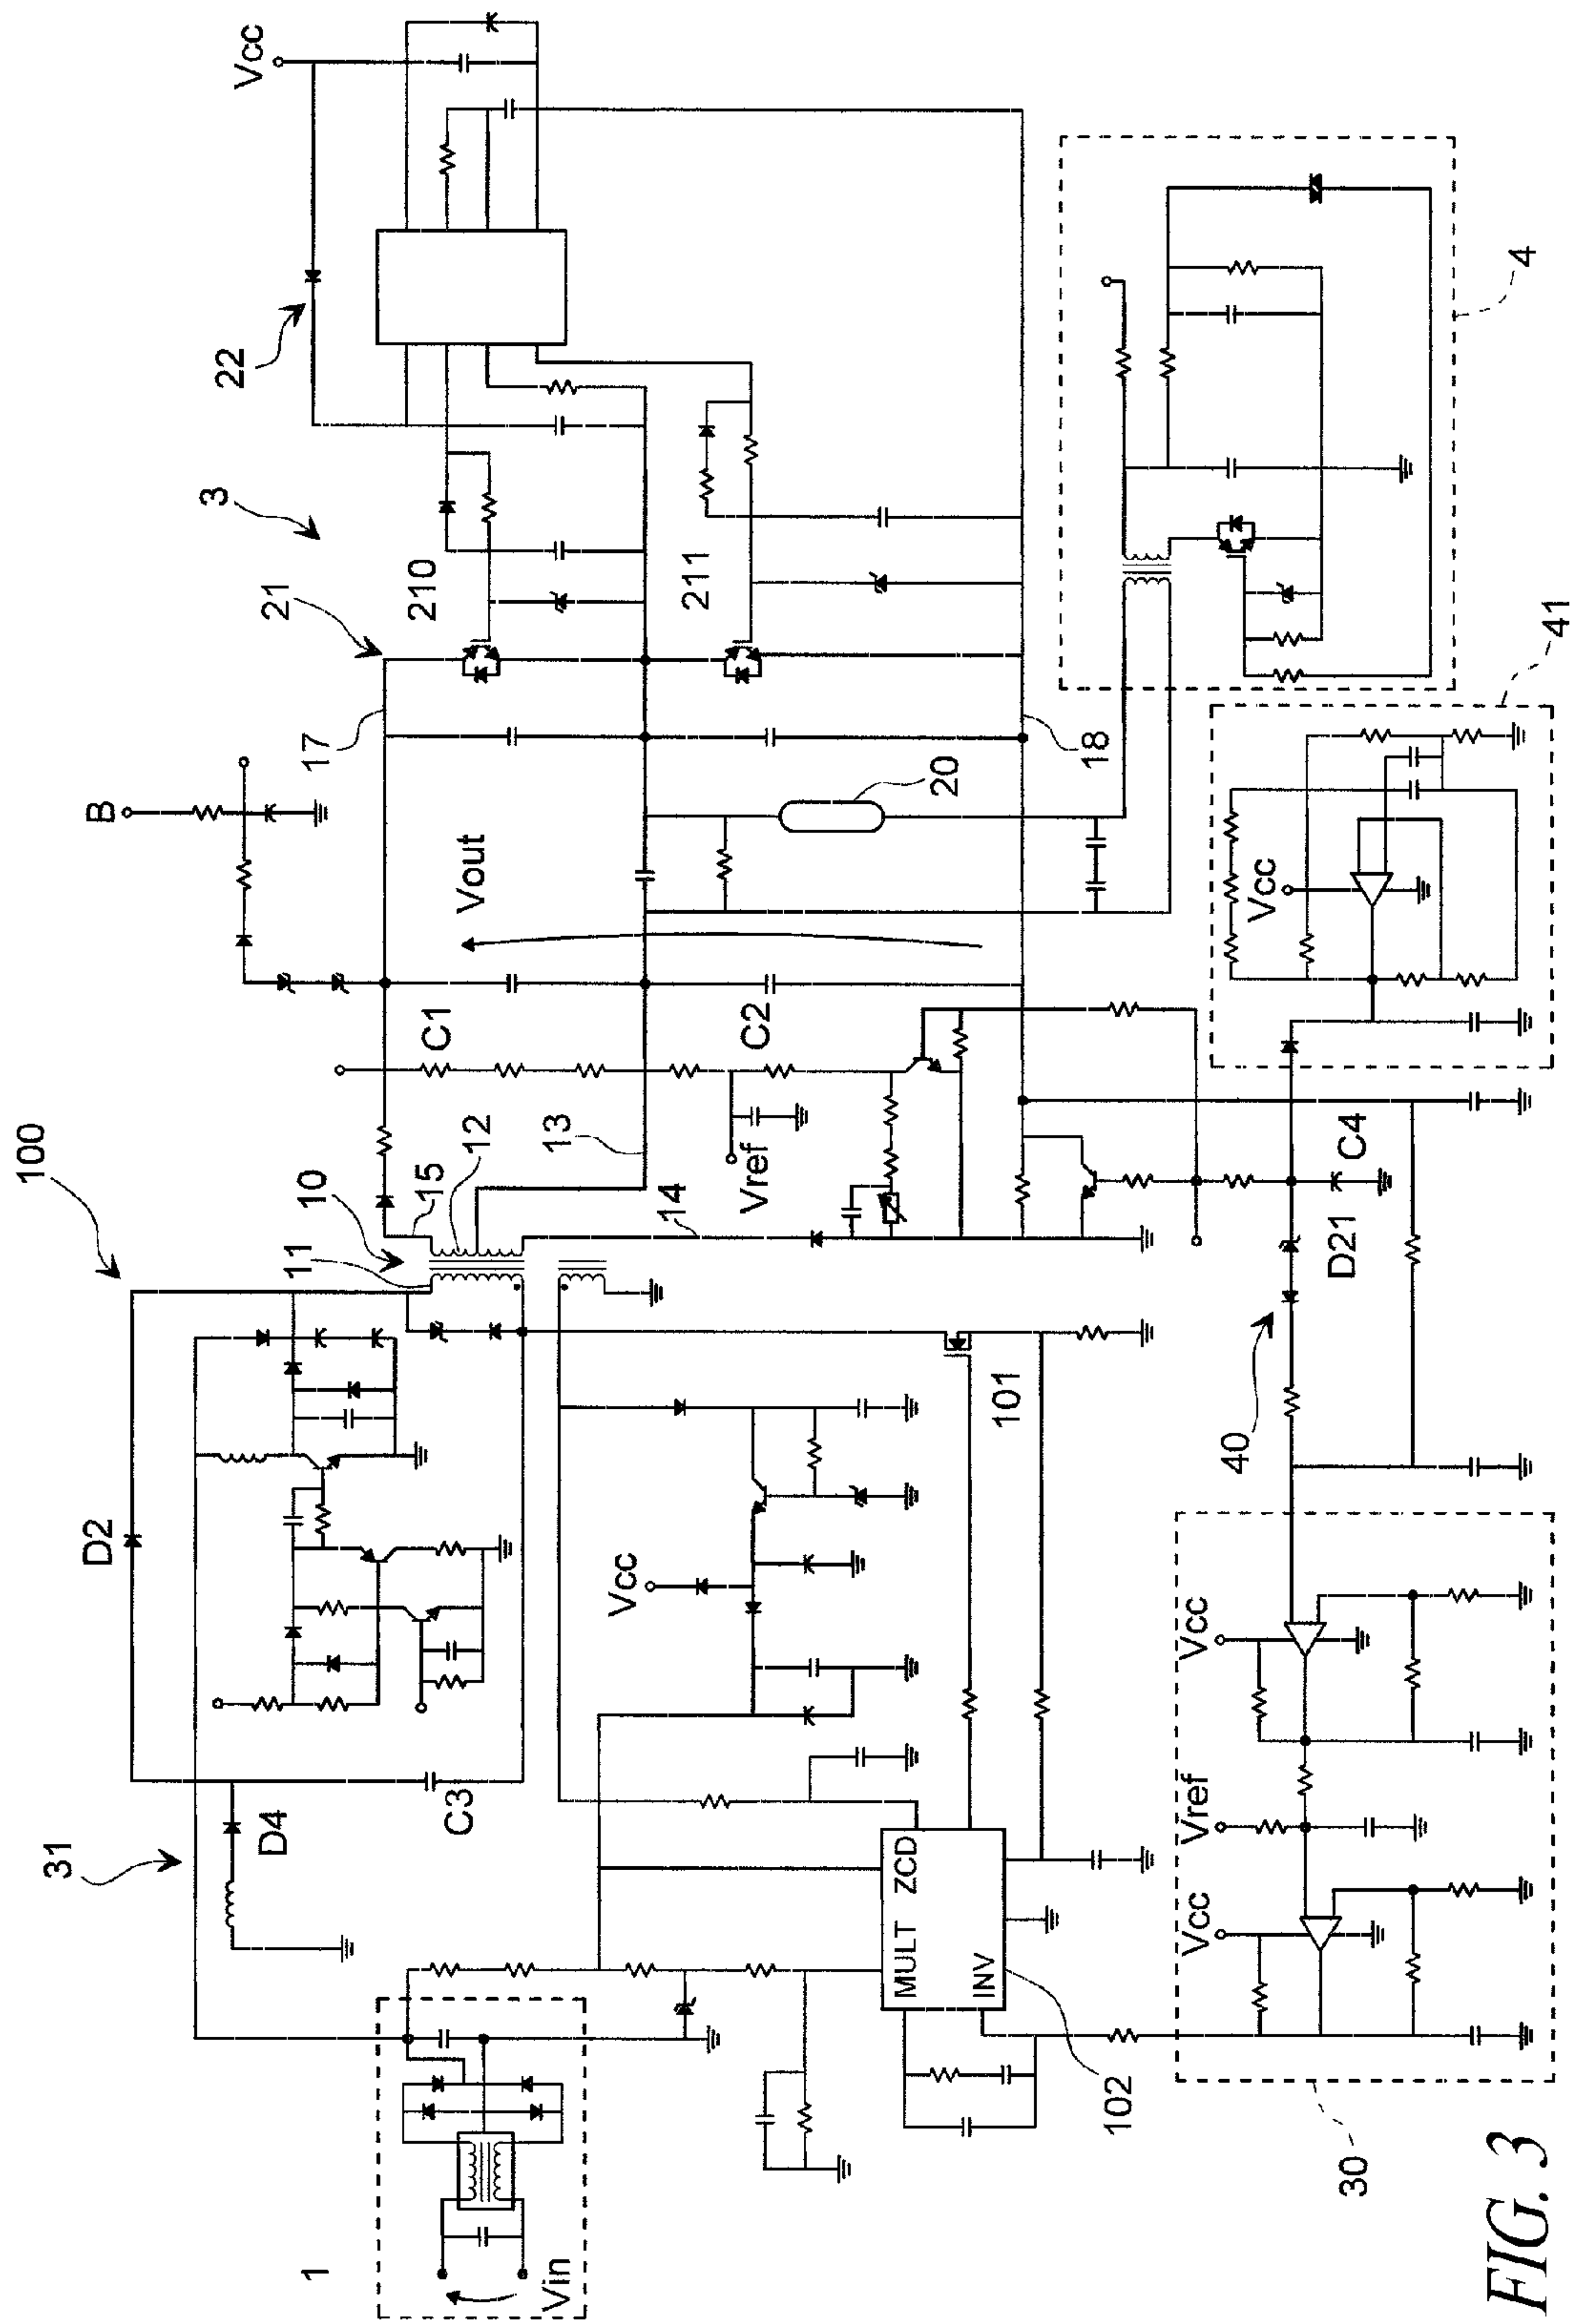 100
31
D2
D4
C3
11
10
15
12
13
14
C1
Vref
C2
B
Vout
17
21
3
22
Vcc
210
211
20
18
4
1
Vin
Vcc
101
MULT
ZCD
INV
102
40
D21
C4
41
Vcc
30
Vcc
Vref
Vcc
FIG. 3